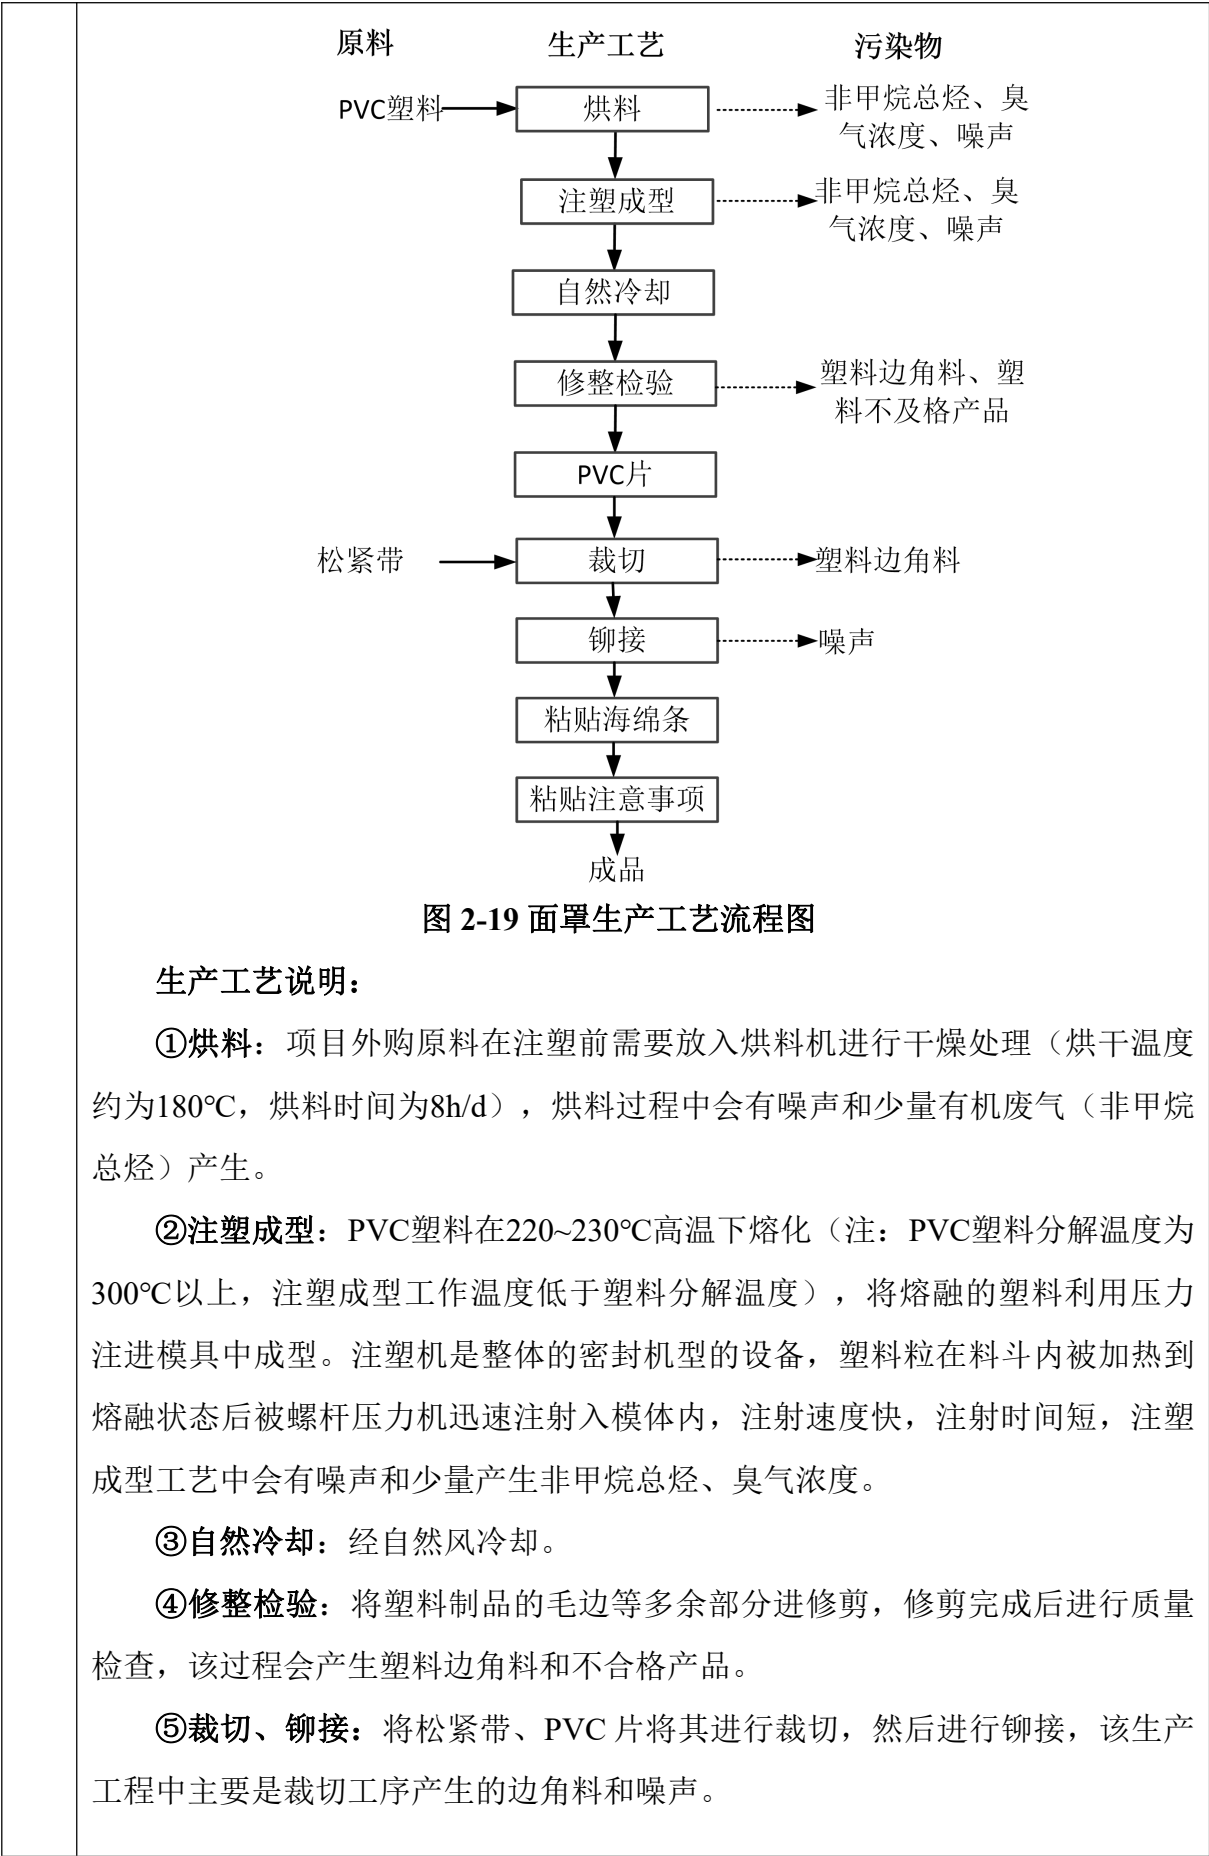 原料 生产工艺 污染物
PVC塑料 烘料 非甲烷总烃、臭
气浓度、噪声
注塑成型 非甲烷总烃、臭
气浓度、噪声
自然冷却
修整检验 塑料边角料、塑
料不及格产品
PVC片
松紧带 裁切 塑料边角料
铆接 噪声
粘贴海绵条
粘贴注意事项
成品
图 2-19 面罩生产工艺流程图
生产工艺说明：
①烘料：项目外购原料在注塑前需要放入烘料机进行干燥处理（烘干温度
约为180℃，烘料时间为8h/d），烘料过程中会有噪声和少量有机废气（非甲烷
总烃）产生。
②注塑成型：PVC塑料在220~230℃高温下熔化（注：PVC塑料分解温度为
300℃以上，注塑成型工作温度低于塑料分解温度），将熔融的塑料利用压力
注进模具中成型。注塑机是整体的密封机型的设备，塑料粒在料斗内被加热到
熔融状态后被螺杆压力机迅速注射入模体内，注射速度快，注射时间短，注塑
成型工艺中会有噪声和少量产生非甲烷总烃、臭气浓度。
③自然冷却：经自然风冷却。
④修整检验：将塑料制品的毛边等多余部分进修剪，修剪完成后进行质量
检查，该过程会产生塑料边角料和不合格产品。
⑤裁切、铆接：将松紧带、PVC 片将其进行裁切，然后进行铆接，该生产
工程中主要是裁切工序产生的边角料和噪声。